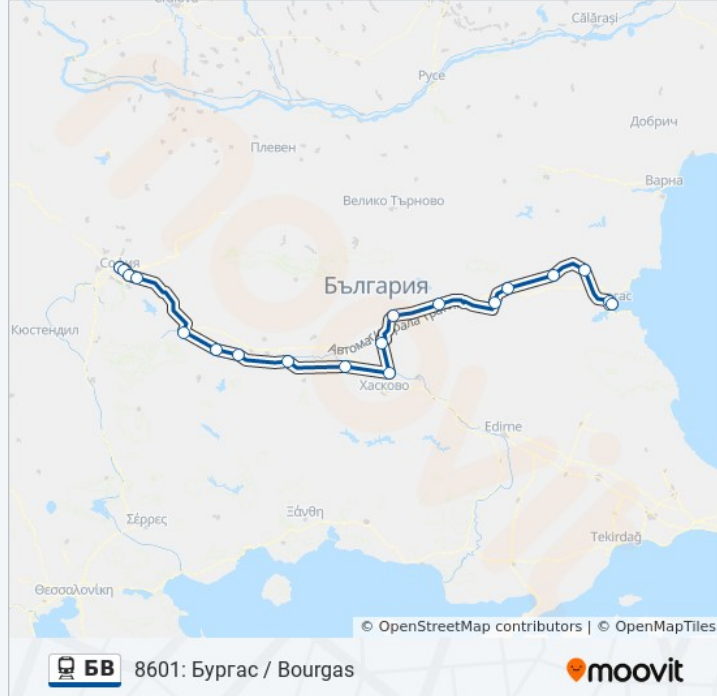 Călărași
Русе
Добрич
Плевен
Варна
Велико Търново
София
България
Кюстендил
Хасково
Edirne
Ξάνθη
Σέρρες
Tekirdağ
Θεσσαλονίκη
© OpenStreetMap contributors | © OpenMapTiles
БВ 8601: Бургас / Bourgas
moovit